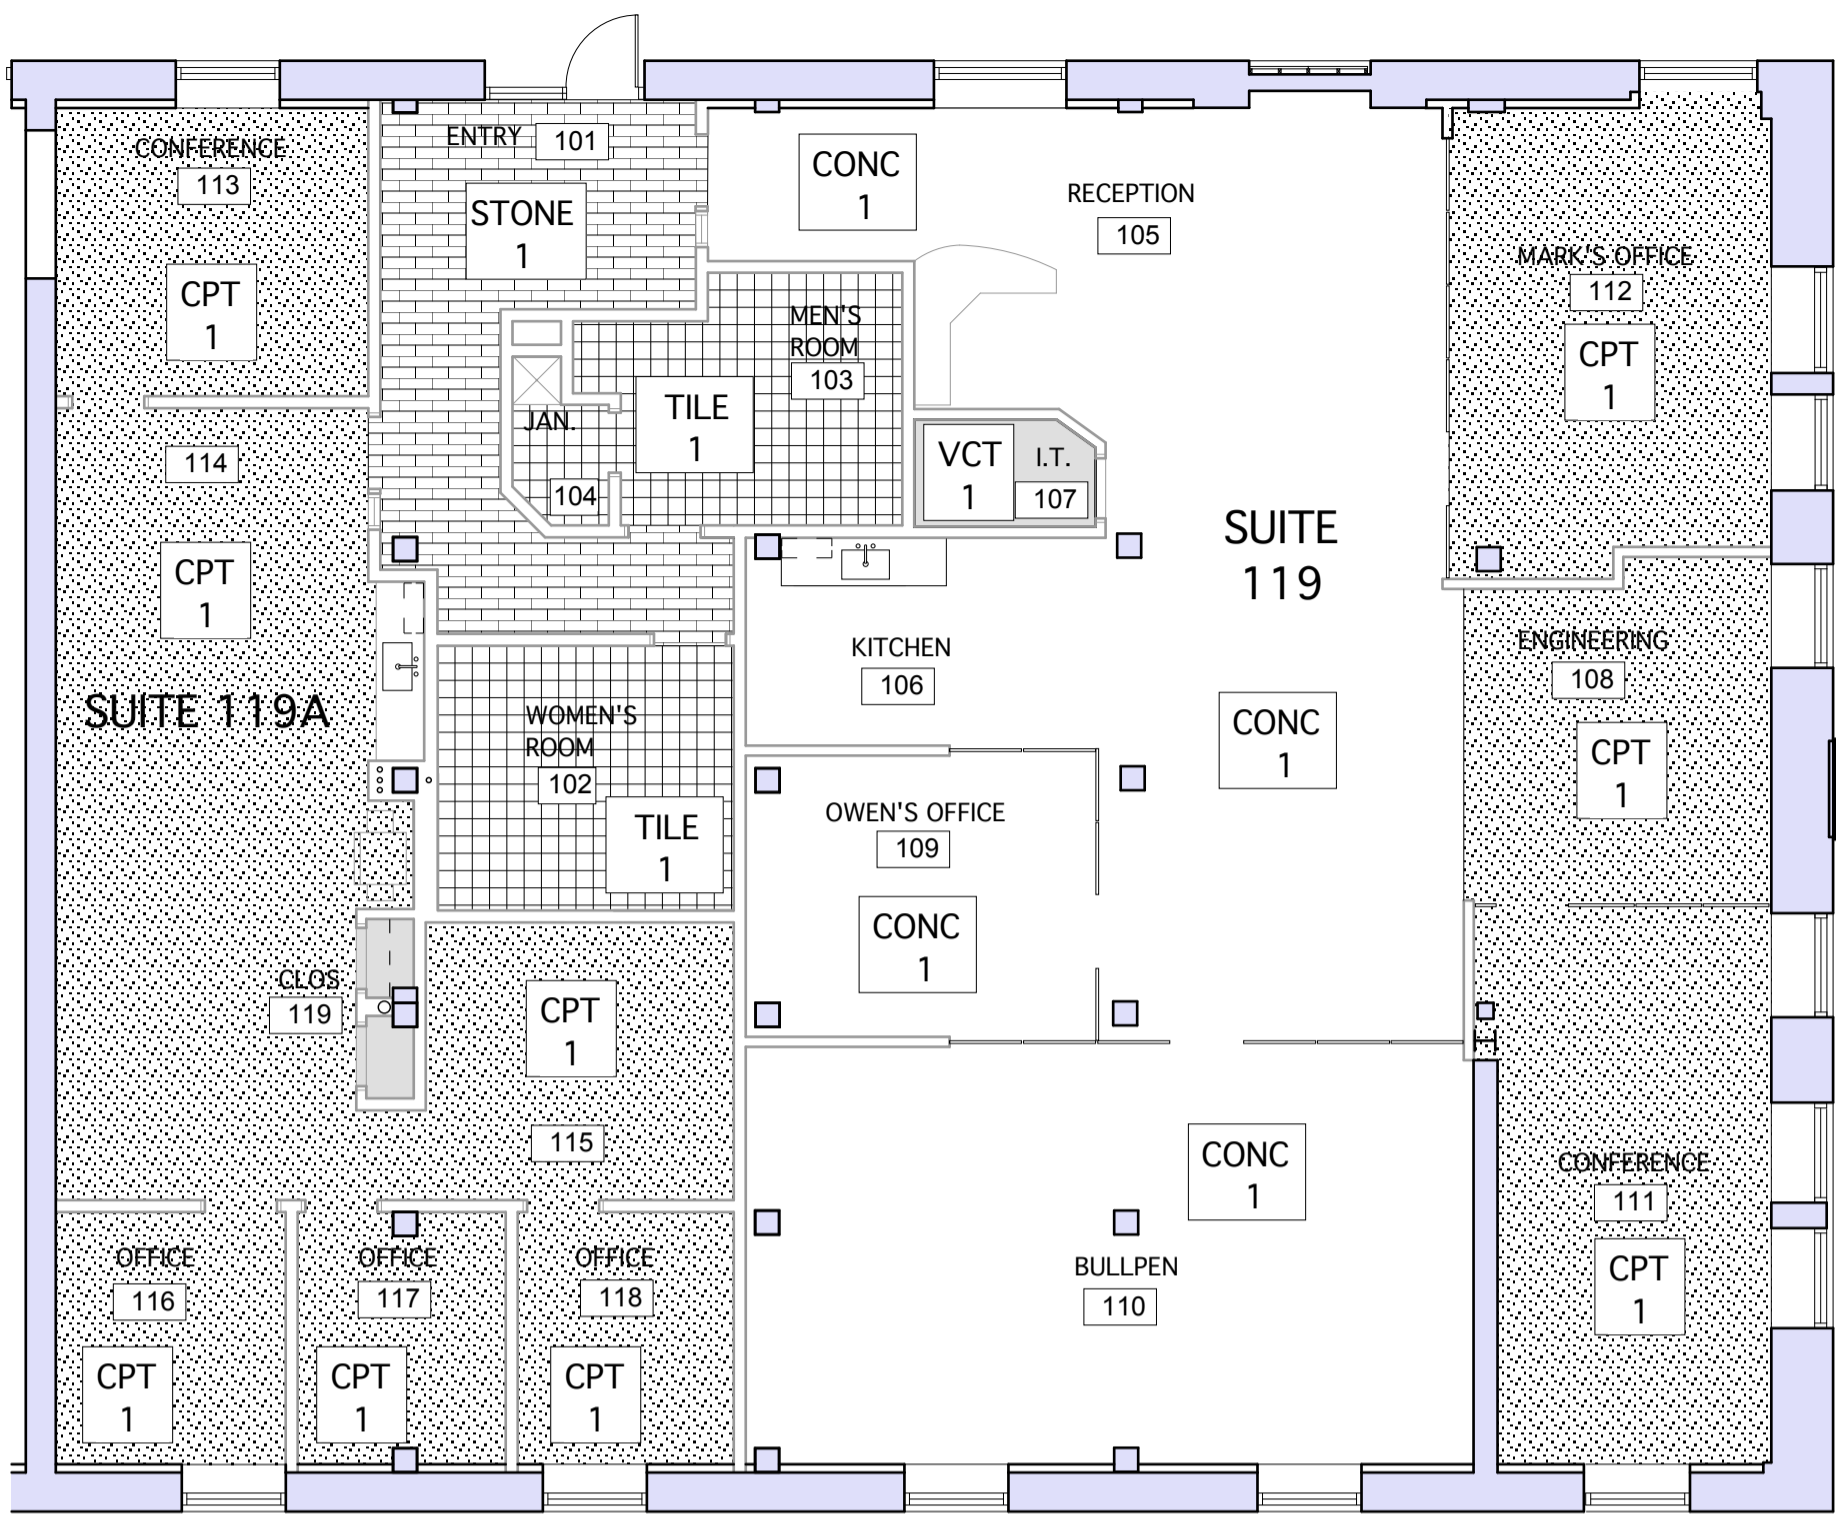 ENTRY 101
CONFERENCE
113
CONC
1
RECEPTION
105
STONE
1
MARK'S OFFICE
112
CPT
1
MEN'S
ROOM
103
CPT
1
TILE
1
JAN.
104
114
VCT
1
I.T.
107
SUITE
119
CPT
1
KITCHEN
106
ENGINEERING
108
SUITE 119A
WOMEN'S
ROOM
102
CONC
1
CPT
1
TILE
1
OWEN'S OFFICE
109
CONC
1
CLOS
119
CPT
1
115
CONC
1
CONFERENCE
111
OFFICE
116
OFFICE
117
OFFICE
118
BULLPEN
110
CPT
1
CPT
1
CPT
1
CPT
1